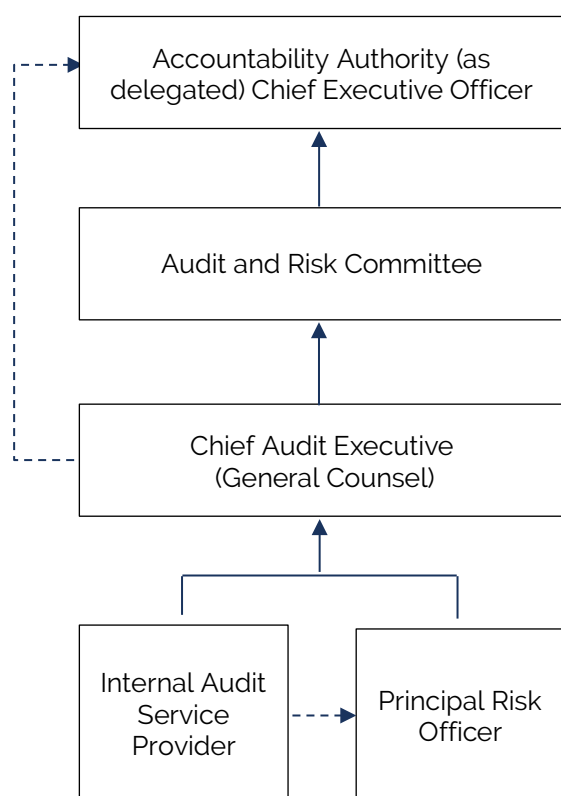 Accountability Authority (as
delegated) Chief Executive Officer
Audit and Risk Committee
Chief Audit Executive
(General Counsel)
Internal Audit
Service
Provider
Principal Risk
Officer